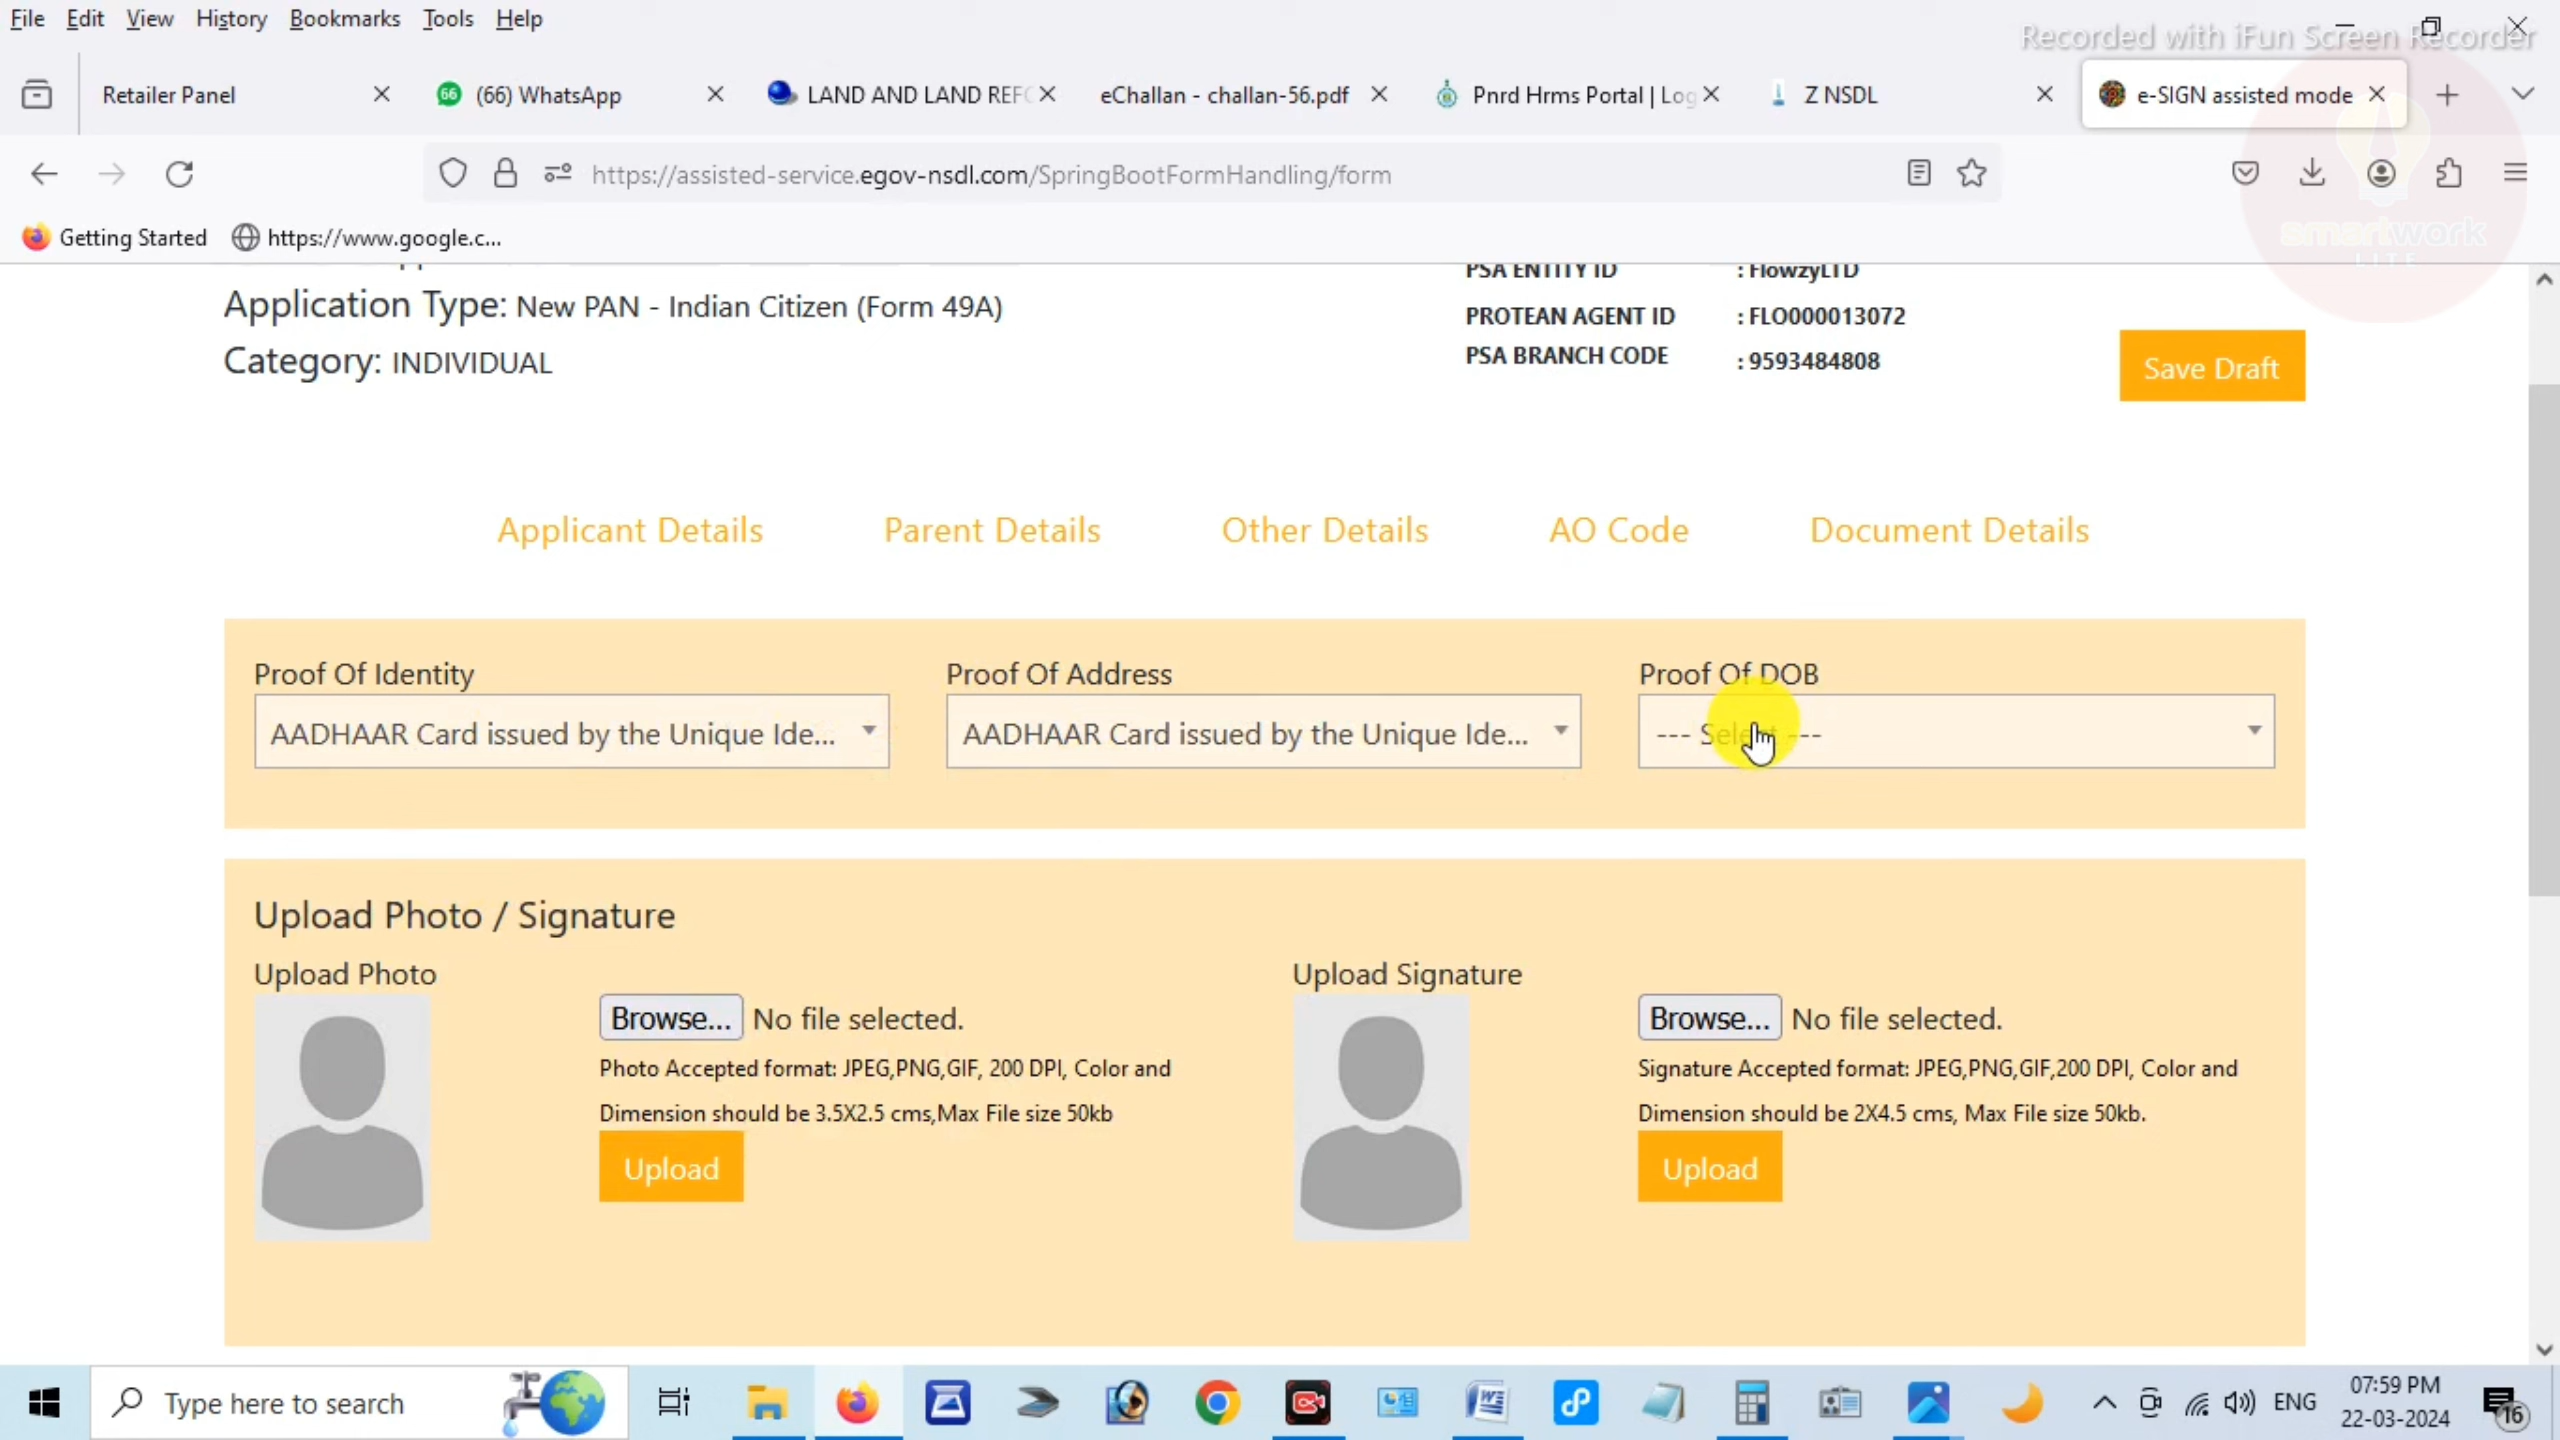 File Edit View History Bookmarks Tools Help
Recorded with iFun Screen Recorder
Retailer Panel
66 (66) WhatsApp
LAND AND LAND REFO
eChallan - challan-56.pdf
Pnrd Hrms Portal | Log
Z NSDL
e-SIGN assisted mode
https://assisted-service.egov-nsdl.com/SpringBootFormHandling/form
smartwork
LITE
Getting Started https://www.google.c...
PSA ENTITY ID : FlowzyLTD
Application Type: New PAN - Indian Citizen (Form 49A)
PROTEAN AGENT ID : FLO000013072
Category: INDIVIDUAL
PSA BRANCH CODE : 9593484808
Save Draft
Applicant Details Parent Details Other Details AO Code Document Details
Proof Of Identity Proof Of Address Proof Of DOB
AADHAAR Card issued by the Unique Ide... AADHAAR Card issued by the Unique Ide... --- Select ---
Upload Photo / Signature
Upload Photo Upload Signature
Browse... No file selected. Browse... No file selected.
Photo Accepted format: JPEG,PNG,GIF, 200 DPI, Color and
Dimension should be 3.5X2.5 cms,Max File size 50kb
Signature Accepted format: JPEG,PNG,GIF,200 DPI, Color and
Dimension should be 2X4.5 cms, Max File size 50kb.
Upload Upload
Type here to search
ENG
07:59 PM
22-03-2024
16